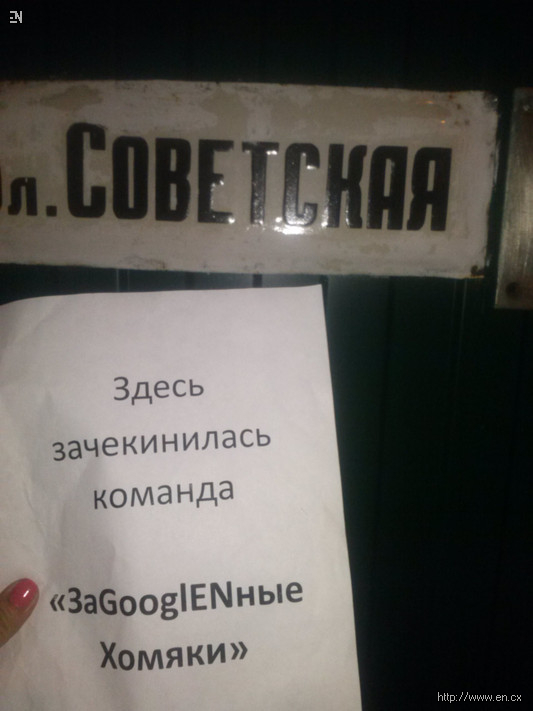 EN
ул. СОВЕТСКАЯ
Здесь
зачекинилась
команда
«ЗаGooglENные
Хомяки»
http://www.en.cx